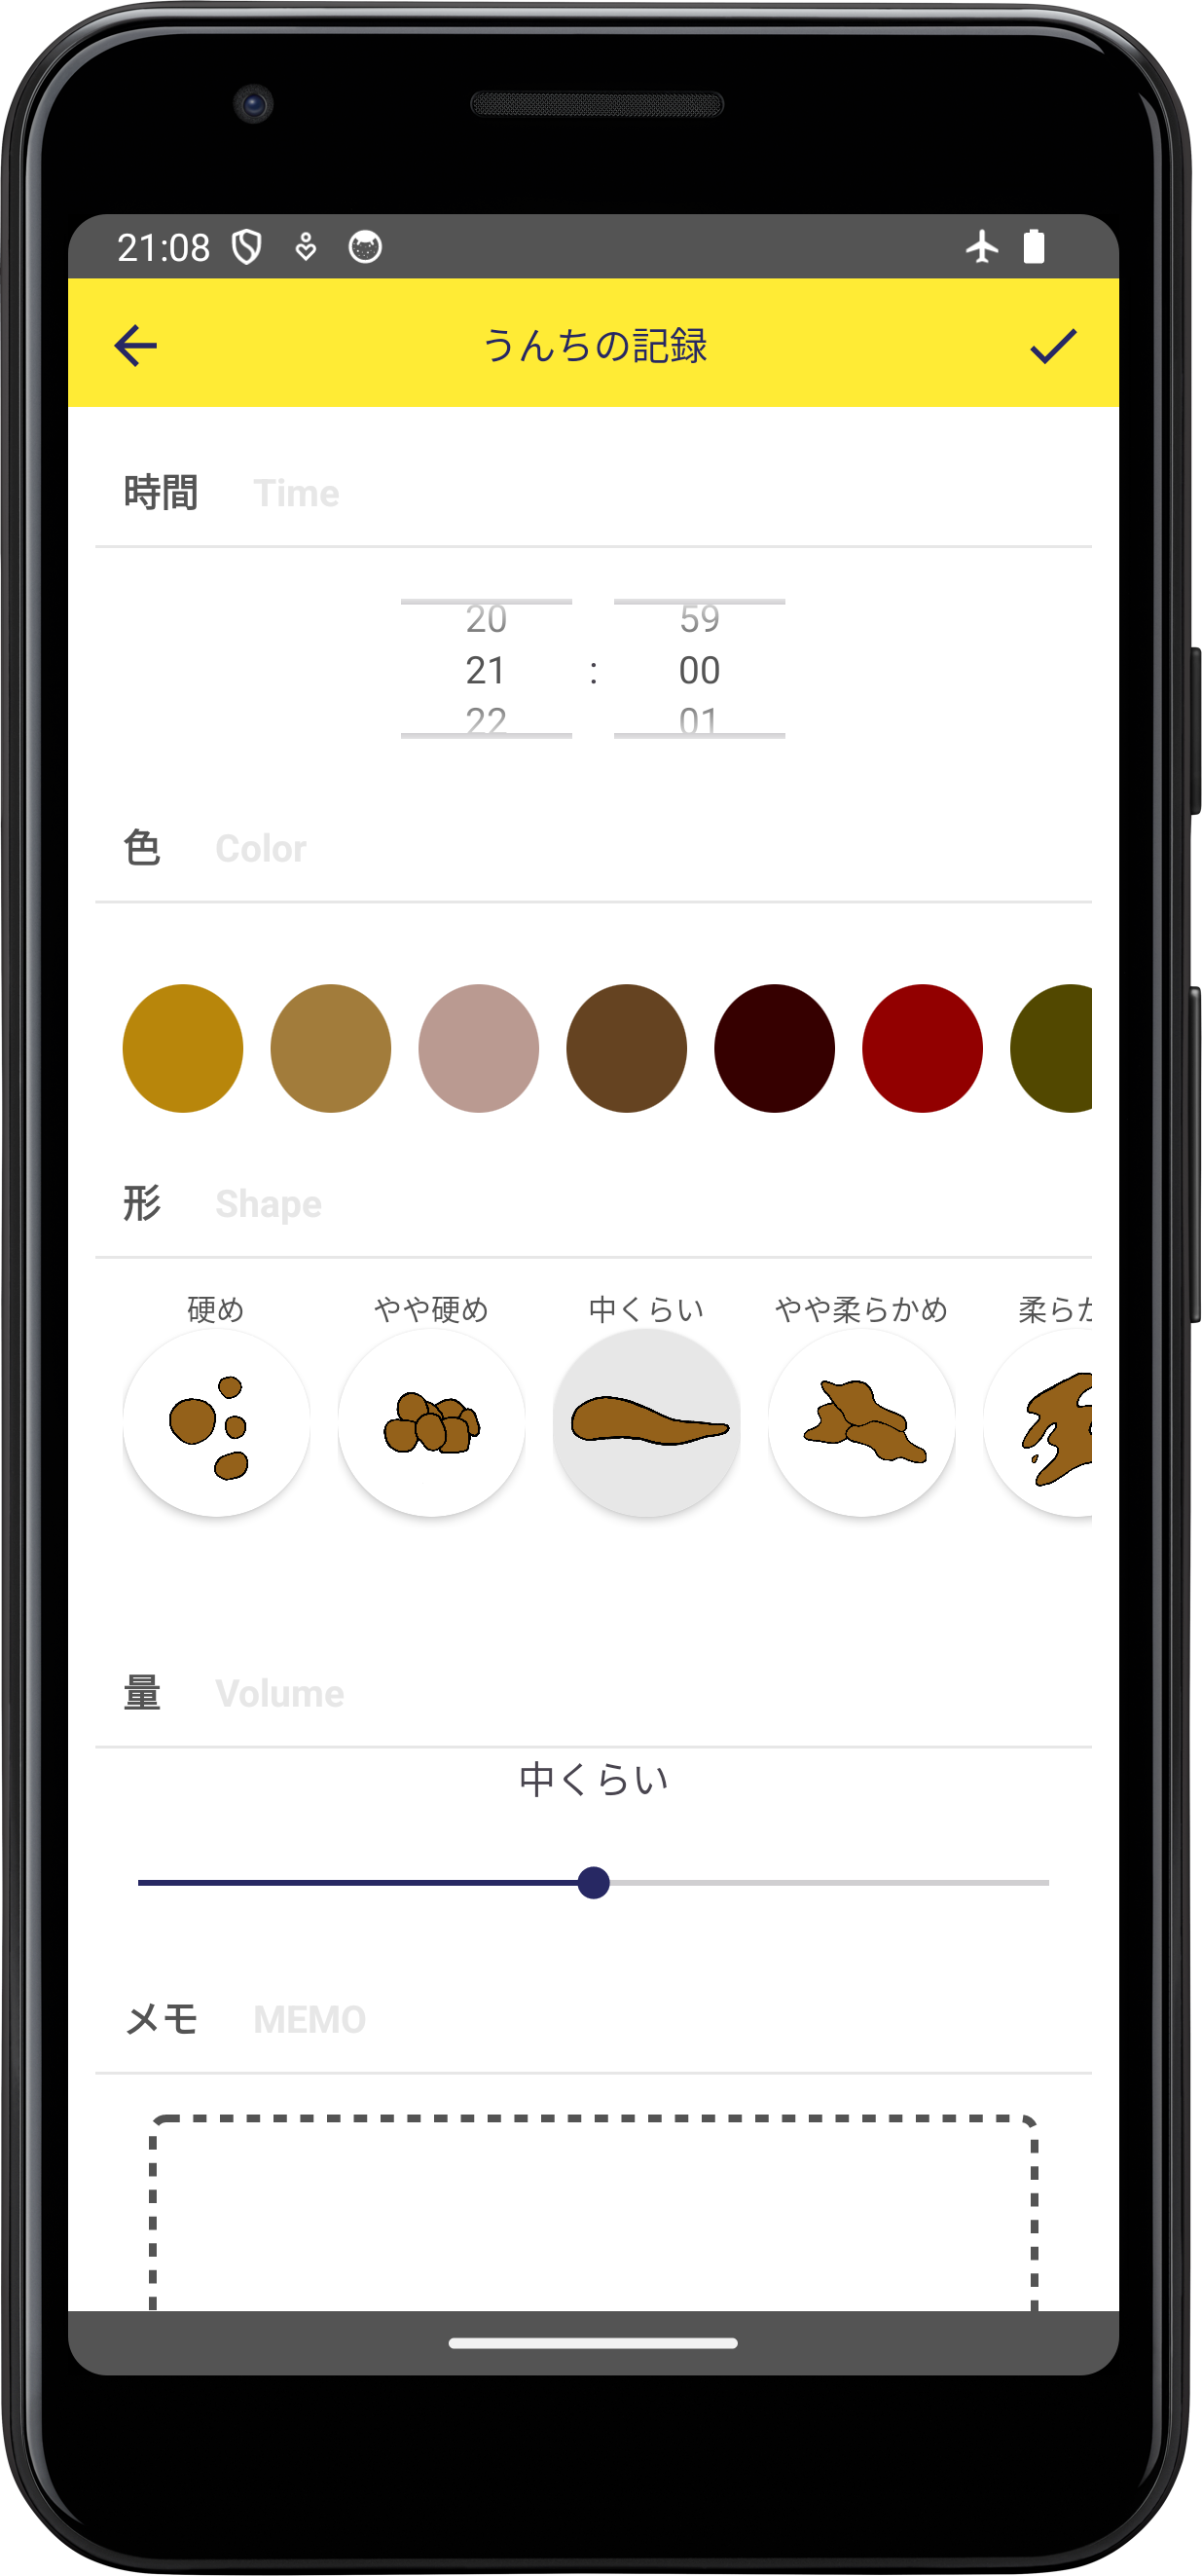 21:08
うんちの記録
時間 Time
20 59
21 : 00
22 01
色 Color
形 Shape
硬め やや硬め 中くらい やや柔らかめ 柔らか
量 Volume
中くらい
メモ MEMO